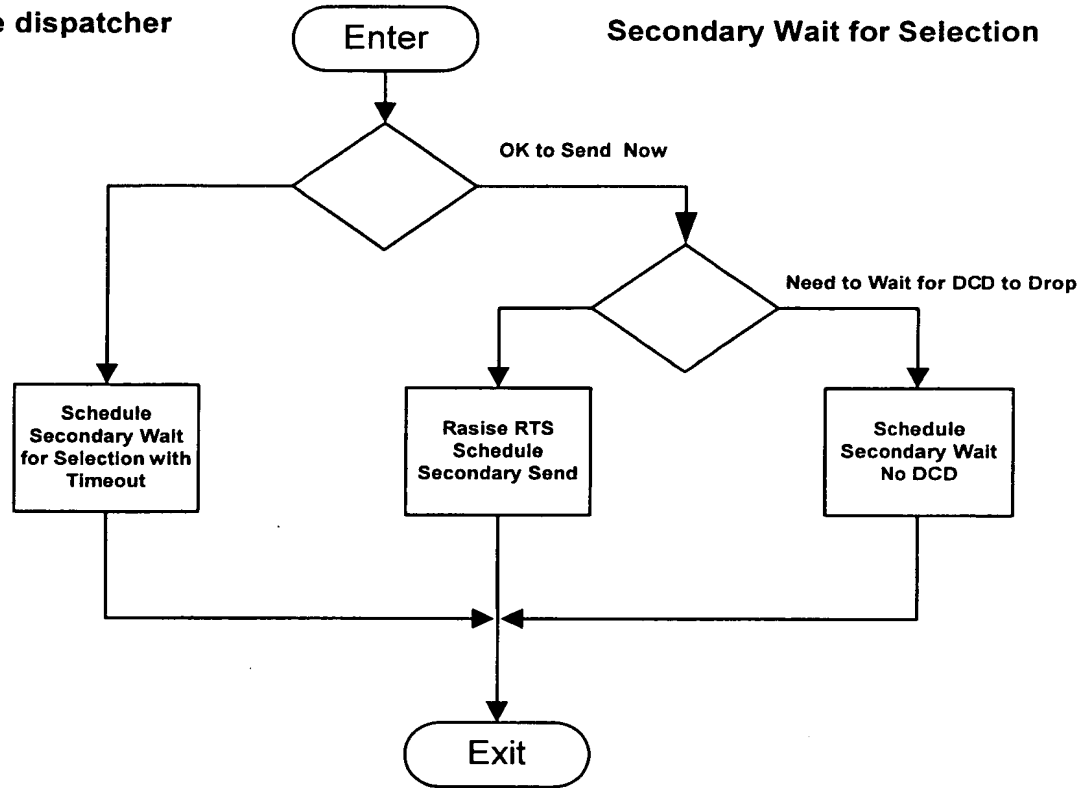 e dispatcher
Enter
Secondary Wait for Selection
OK to Send Now
Need to Wait for DCD to Drop
Schedule
Secondary Wait
for Selection with
Timeout
Rasise RTS
Schedule
Secondary Send
Schedule
Secondary Wait
No DCD
Exit